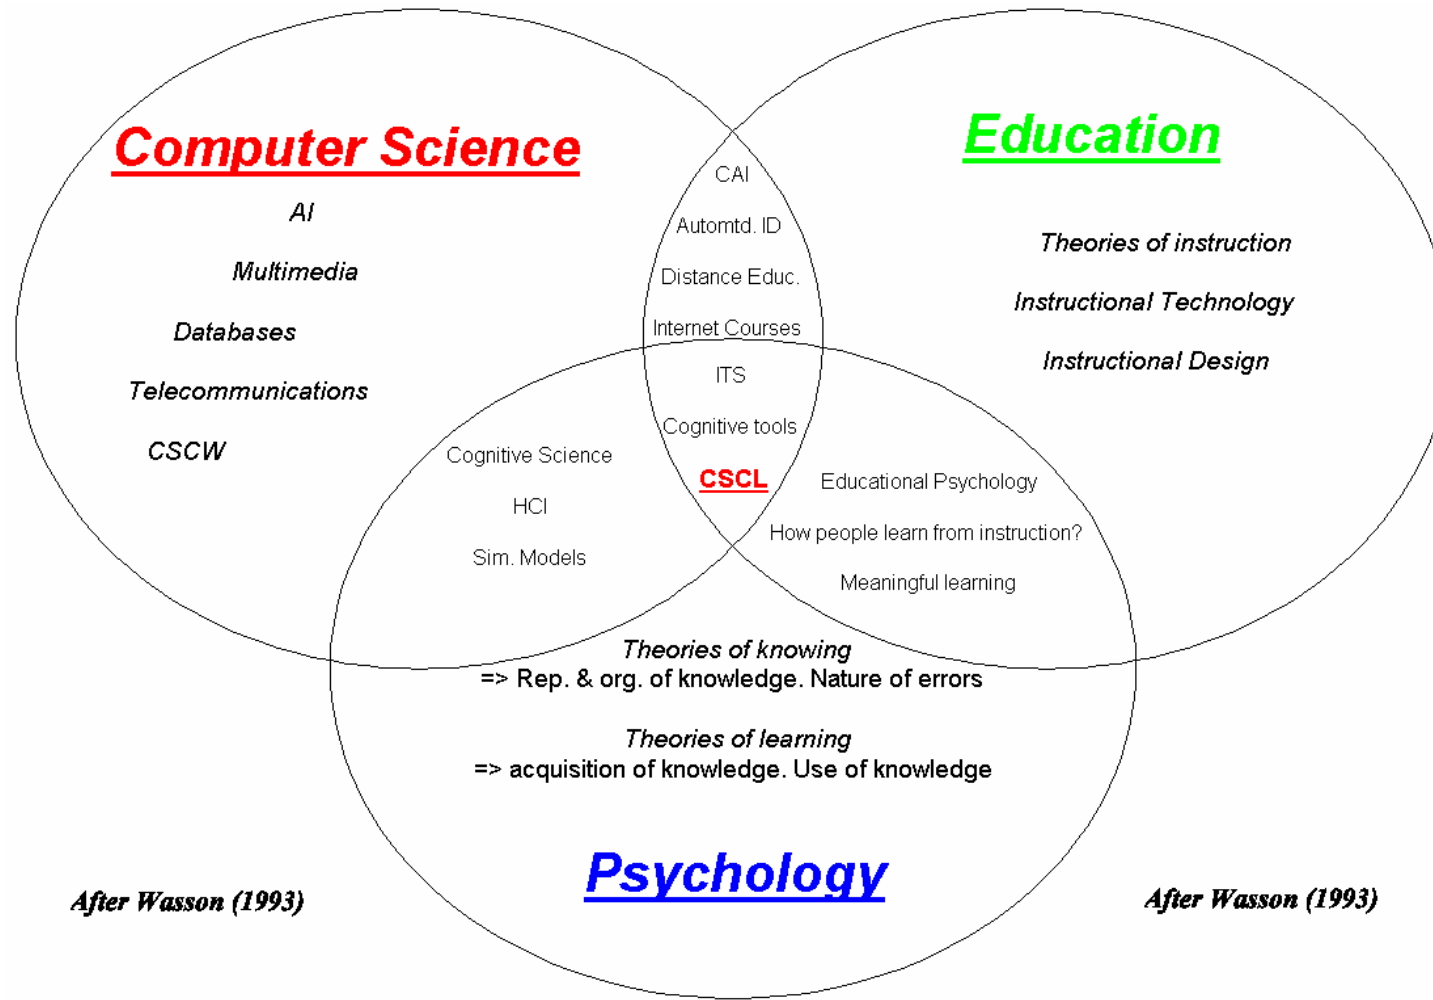 Computer Science
AI
Multimedia
Databases
Telecommunications
CSCW
Education
Theories of instruction
Instructional Technology
Instructional Design
CAI
Automtd. ID
Distance Educ.
Internet Courses
ITS
Cognitive tools
CSCL
Cognitive Science
HCI
Sim. Models
Educational Psychology
How people learn from instruction?
Meaningful learning
Theories of knowing
=> Rep. & org. of knowledge. Nature of errors
Theories of learning
=> acquisition of knowledge. Use of knowledge
Psychology
After Wasson (1993)
After Wasson (1993)